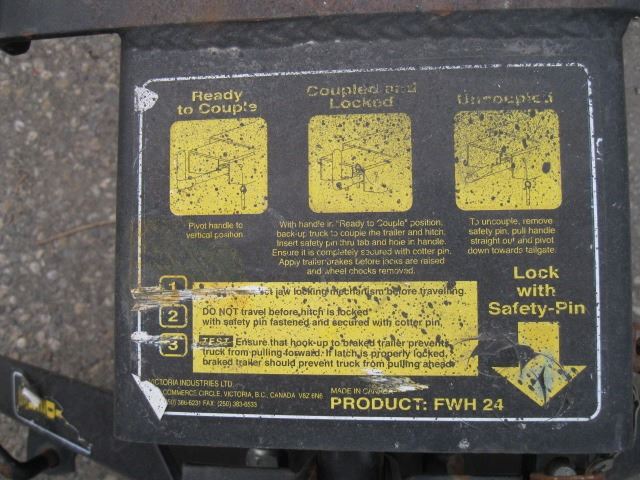 Ready
to Couple
Coupled and
Locked
Uncoupled
Pivot handle to
vertical position.
With handle in "Ready to Couple" position,
back-up truck to couple the trailer and hitch.
Insert safety pin thru tab and hole in handle.
Ensure it is completely secured with cotter pin.
Apply trailer brakes before jacks are raised
and wheel chocks removed.
To uncouple, remove
safety pin, pull handle
straight out and pivot
down towards tailgate.
Lock
with
Safety-Pin
1
jaw locking mechanism before travelling.
2
DO NOT travel before hitch is locked
with safety pin fastened and secured with cotter pin.
3
TEST Ensure that hook-up to braked trailer prevents
truck from pulling forward. If latch is properly locked,
braked trailer should prevent truck from pulling ahead.
INDUSTRIES LTD.
COMMERCE CIRCLE, VICTORIA, B.C., CANADA V8Z 6N6
FAX: (250)
MADE IN
PRODUCT: FWH 24